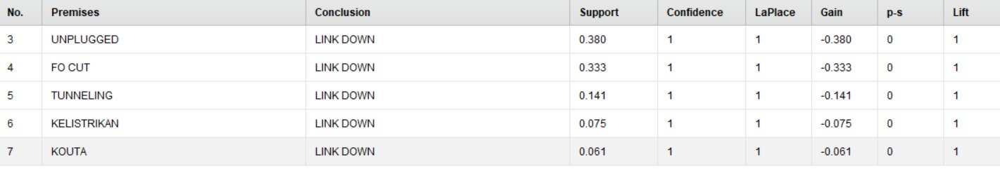 No. Premises Conclusion Support Confidence LaPlace Gain p-s Lift
3 UNPLUGGED LINK DOWN 0.380 1 1 -0.380 0 1
4 FO CUT LINK DOWN 0.333 1 1 -0.333 0 1
5 TUNNELING LINK DOWN 0.141 1 1 -0.141 0 1
6 KELISTRIKAN LINK DOWN 0.075 1 1 -0.075 0 1
7 KOUTA LINK DOWN 0.061 1 1 -0.061 0 1